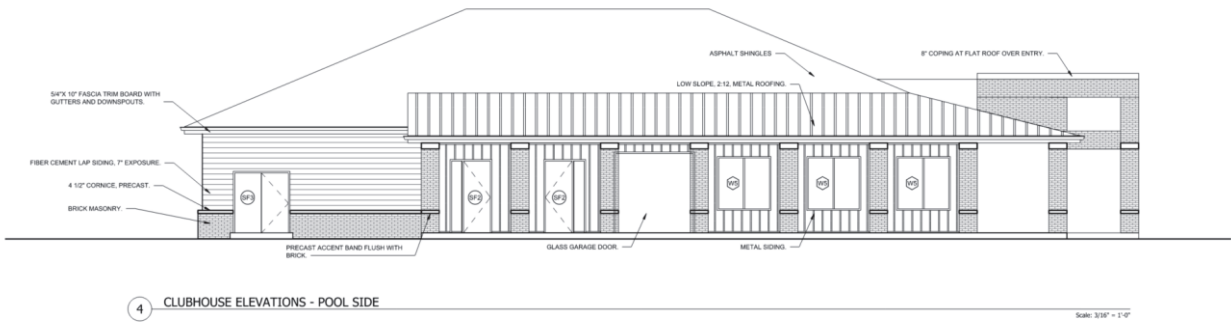 ASPHALT SHINGLES
8" COPING AT FLAT ROOF OVER ENTRY.
LOW SLOPE, 2:12, METAL ROOFING.
5/4"X 10" FASCIA TRIM BOARD WITH
GUTTERS AND DOWNSPOUTS.
FIBER CEMENT LAP SIDING, 7" EXPOSURE.
4 1/2" CORNICE, PRECAST.
BRICK MASONRY.
SF3
SF2
SF2
W5
W5
W5
PRECAST ACCENT BAND FLUSH WITH
BRICK.
GLASS GARAGE DOOR.
METAL SIDING.
4
CLUBHOUSE ELEVATIONS - POOL SIDE
Scale: 3/16" = 1'-0"